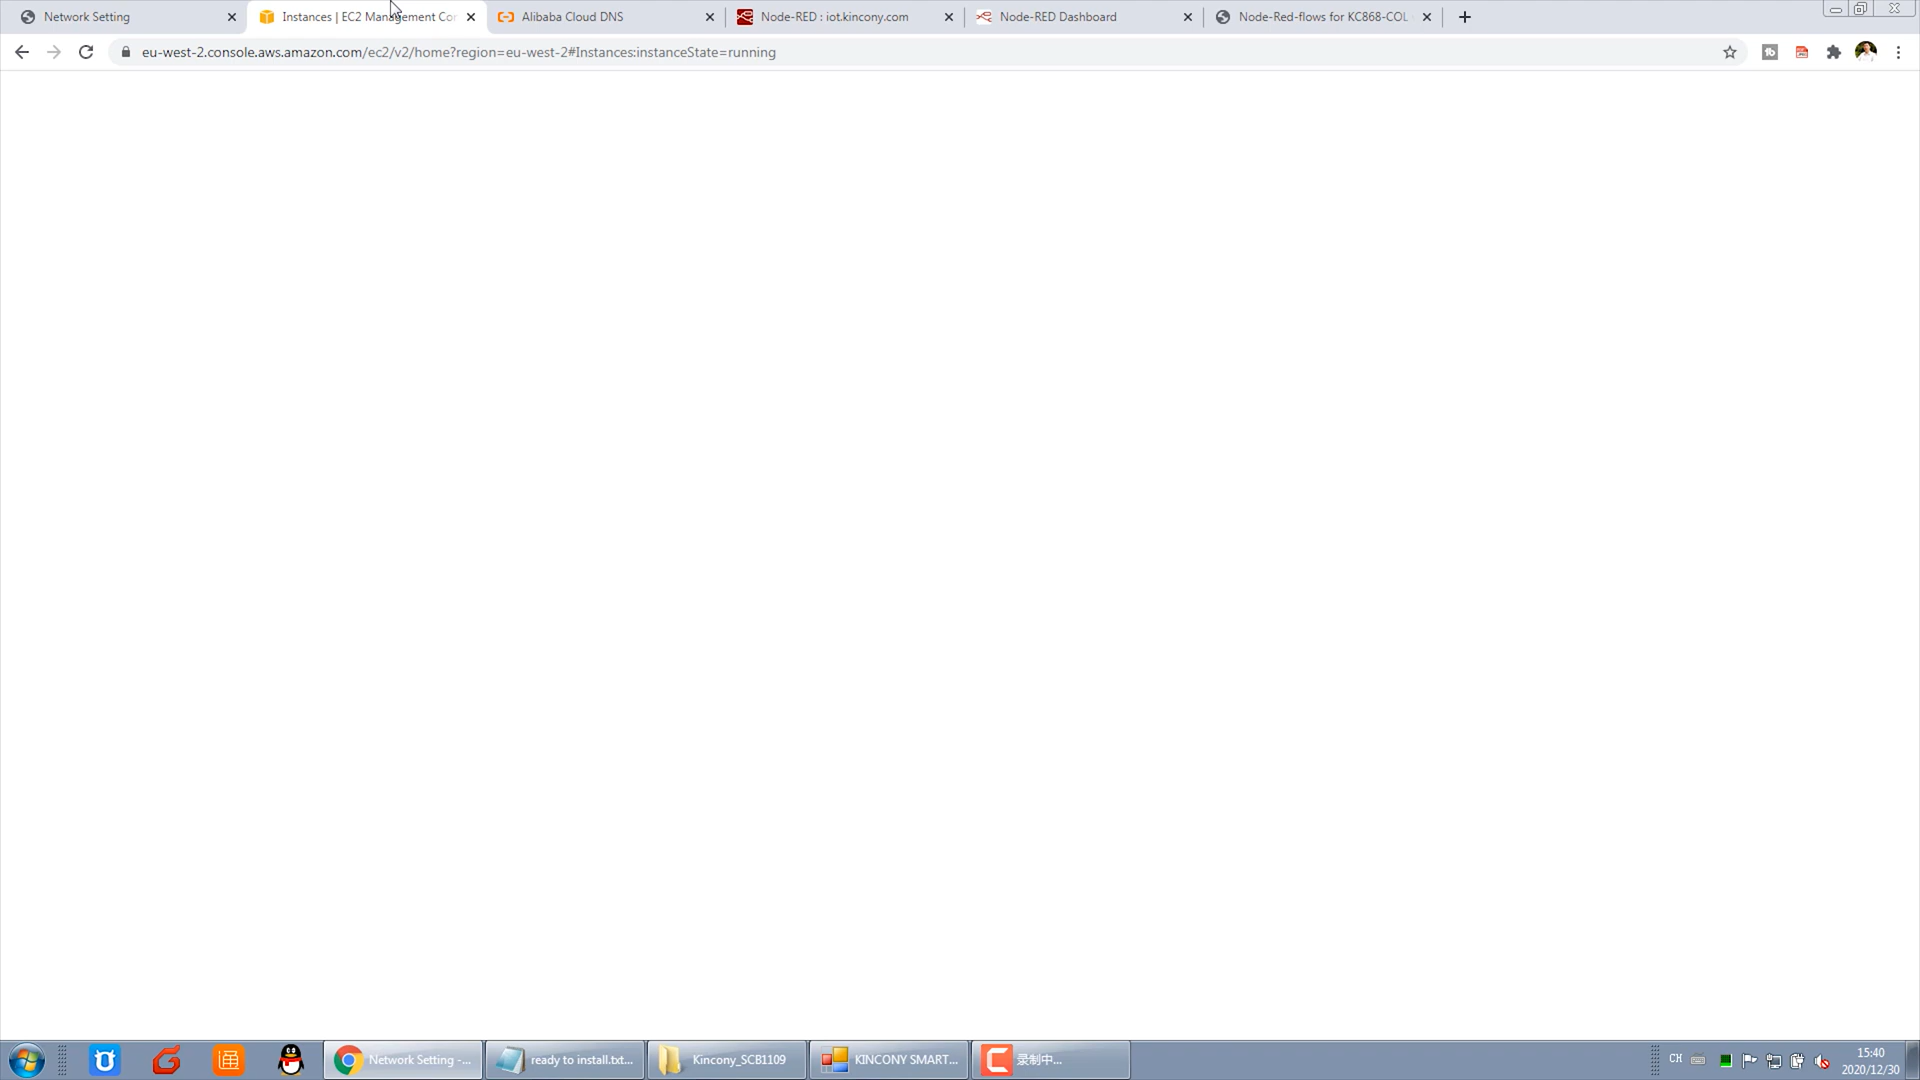 Network Setting
Instances | EC2 Management Cor
Alibaba Cloud DNS
Node-RED : iot.kincony.com
Node-RED Dashboard
Node-Red-flows for KC868-COL
eu-west-2.console.aws.amazon.com/ec2/v2/home?region=eu-west-2#Instances:instanceState=running
Network Setting -...
ready to install.txt...
Kincony_SCB1109
KINCONY SMART...
录制中...
CH
15:40
2020/12/30